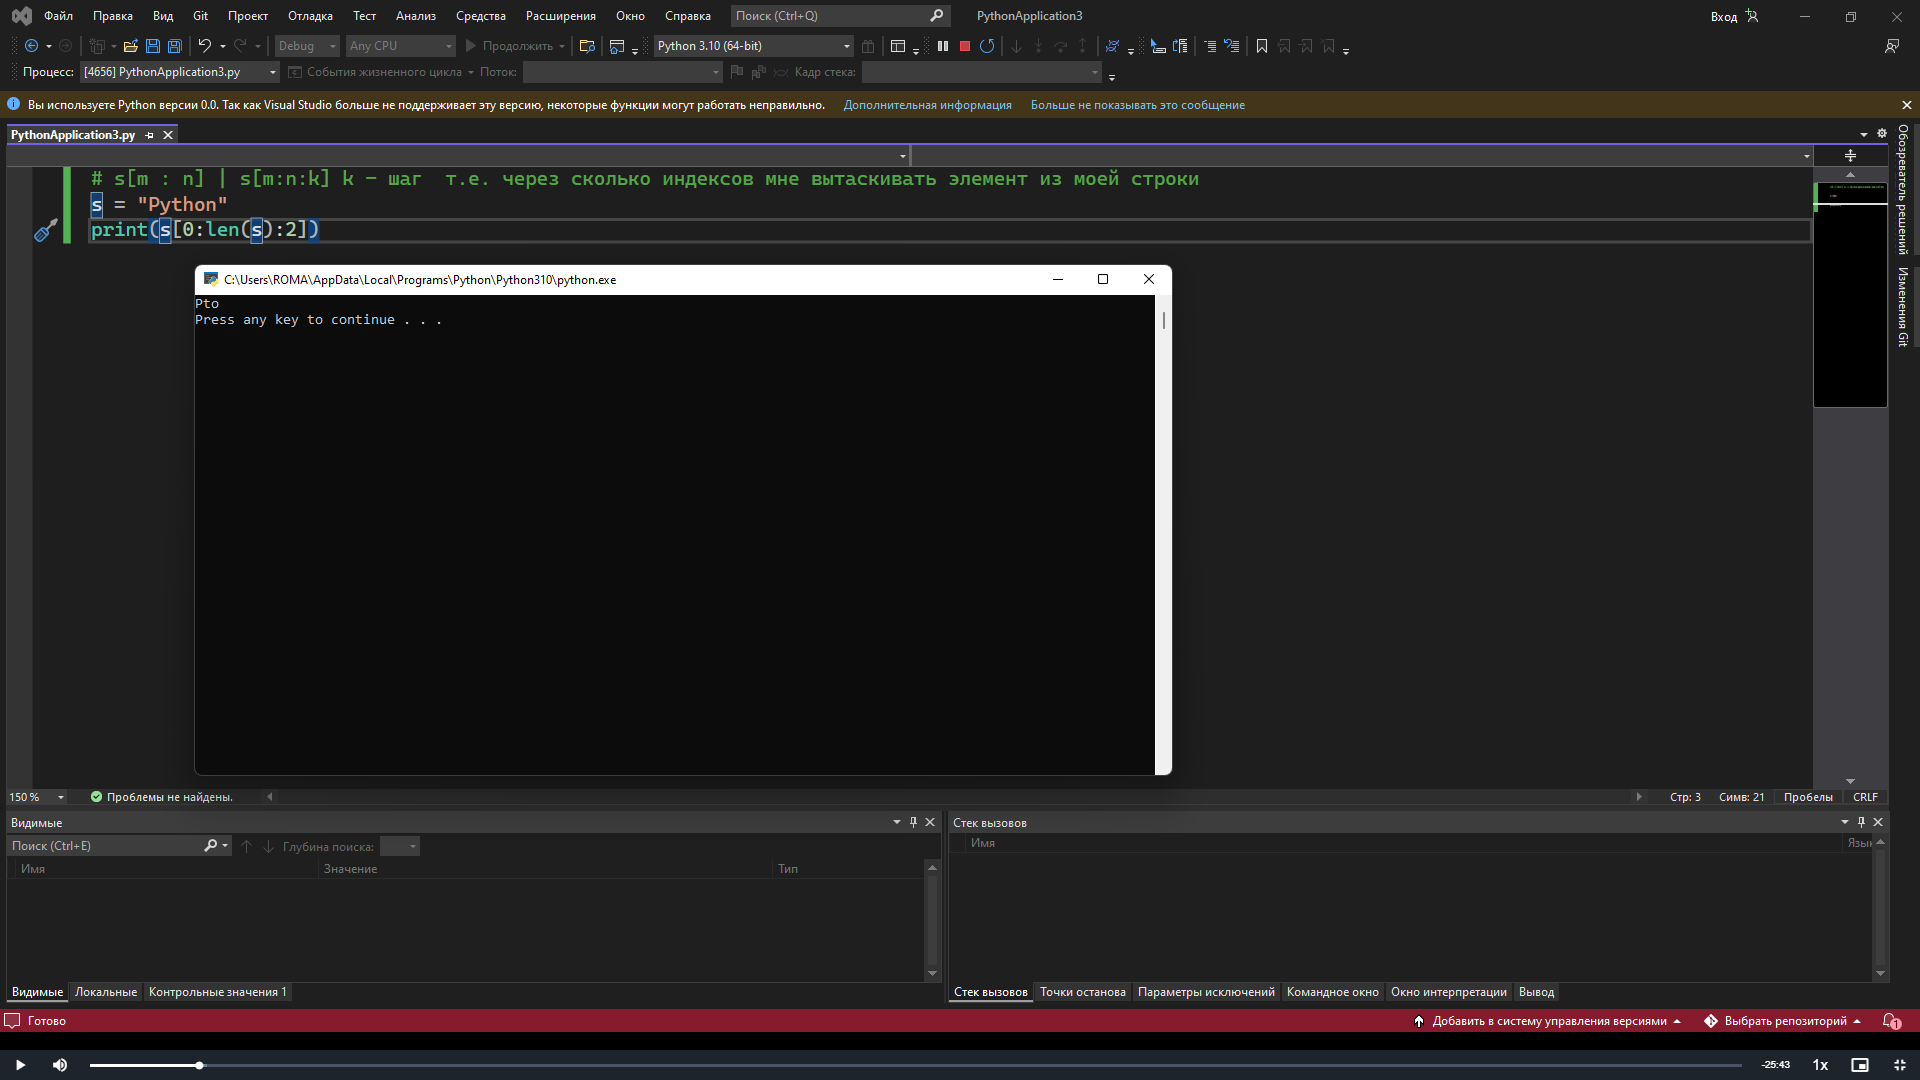 Файл Правка Вид Git Проект Отладка Тест Анализ Средства Расширения Окно Справка Поиск (Ctrl+Q) PythonApplication3 Вход
Debug Any CPU Продолжить Python 3.10 (64-bit)
Процесс: [4656] PythonApplication3.py События жизненного цикла Поток: Кадр стека:
Вы используете Python версии 0.0. Так как Visual Studio больше не поддерживает эту версию, некоторые функции могут работать неправильно. Дополнительная информация Больше не показывать это сообщение
PythonApplication3.py
# s[m : n] | s[m:n:k] k - шаг т.е. через сколько индексов мне вытаскивать элемент из моей строки
s = "Python"
print(s[0:len(s):2])
C:\Users\ROMA\AppData\Local\Programs\Python\Python310\python.exe
Pto
Press any key to continue . . .
Обозреватель решений
Изменения Git
150 % Проблемы не найдены. Стр: 3 Симв: 21 Пробелы CRLF
Видимые
Поиск (Ctrl+E) Глубина поиска:
Имя Значение Тип
Видимые Локальные Контрольные значения 1
Стек вызовов
Имя Язык
Стек вызовов Точки останова Параметры исключений Командное окно Окно интерпретации Вывод
Готово Добавить в систему управления версиями Выбрать репозиторий 1
-25:43 1x